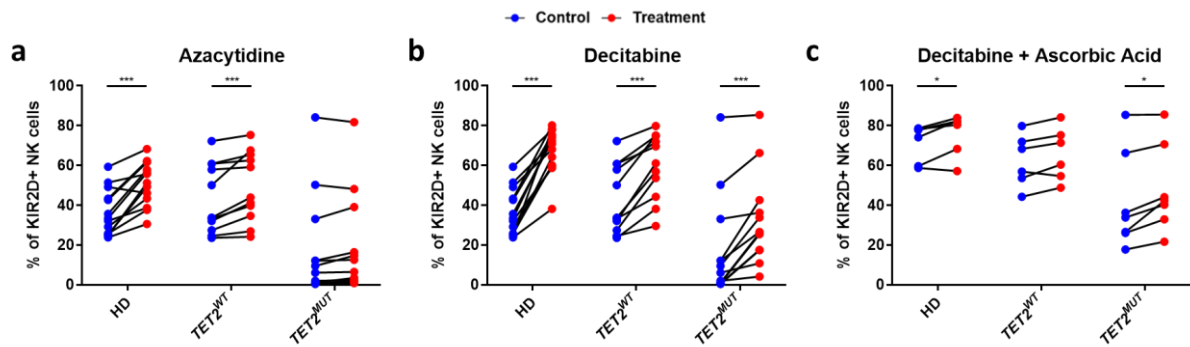 Control Treatment
a Azacytidine
% of KIR2D+ NK cells
100
80
60
40
20
0
***
***
HD
TET2WT
TET2MUT
b Decitabine
% of KIR2D+ NK cells
100
80
60
40
20
0
***
***
***
HD
TET2WT
TET2MUT
c Decitabine + Ascorbic Acid
% of KIR2D+ NK cells
100
80
60
40
20
0
*
*
HD
TET2WT
TET2MUT